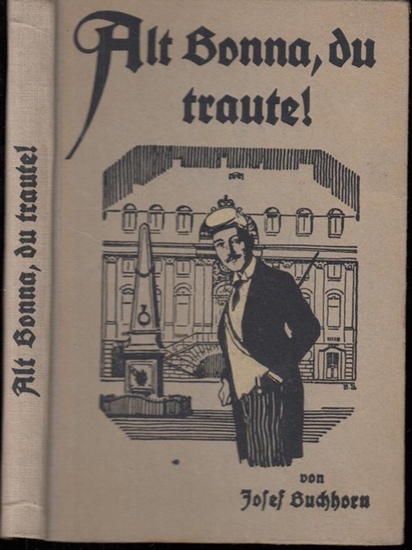 Alt Bonna, du
traute!
von
Josef Buchhorn
Alt Bonna, du traute!